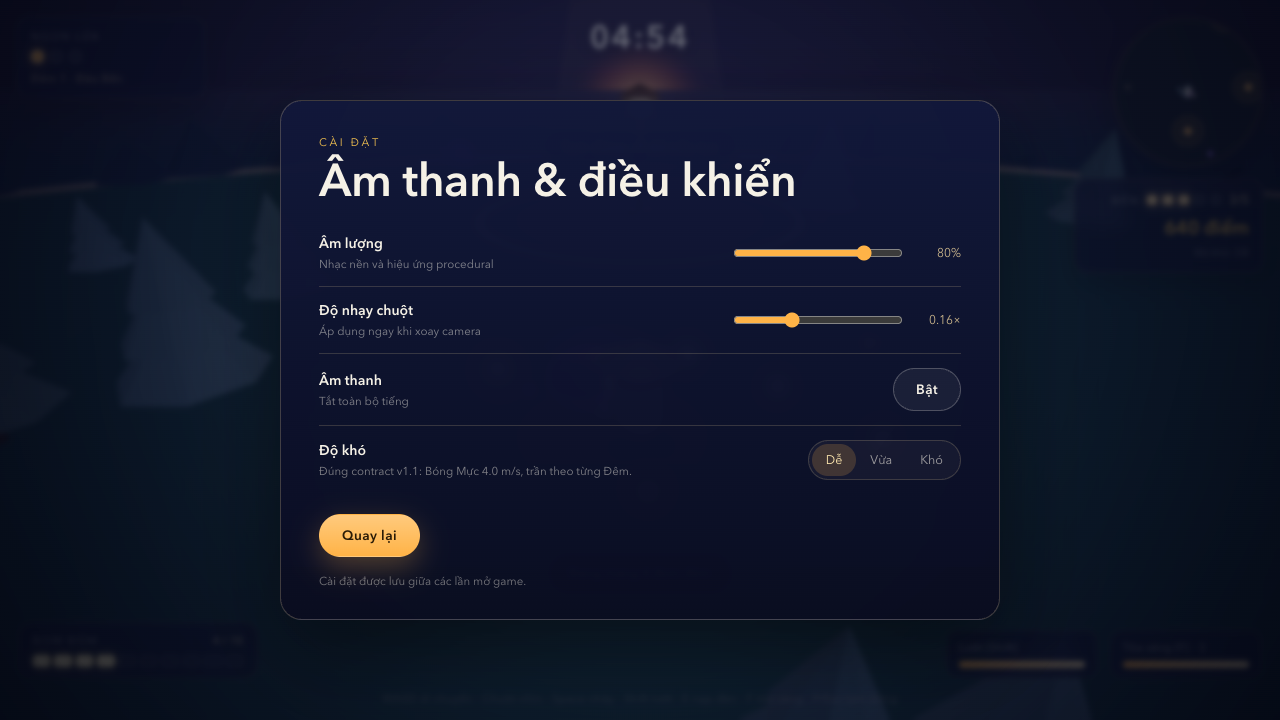 04:54
CÀI ĐẶT
Âm thanh & điều khiển
Âm lượng
Nhạc nền và hiệu ứng procedural
80%
Độ nhạy chuột
Áp dụng ngay khi xoay camera
0.16×
Âm thanh
Tắt toàn bộ tiếng
Bật
Độ khó
Đúng contract v1.1: Bóng Mực 4.0 m/s, trần theo từng Đêm.
Dễ Vừa Khó
640 điểm
Quay lại
Cài đặt được lưu giữa các lần mở game.